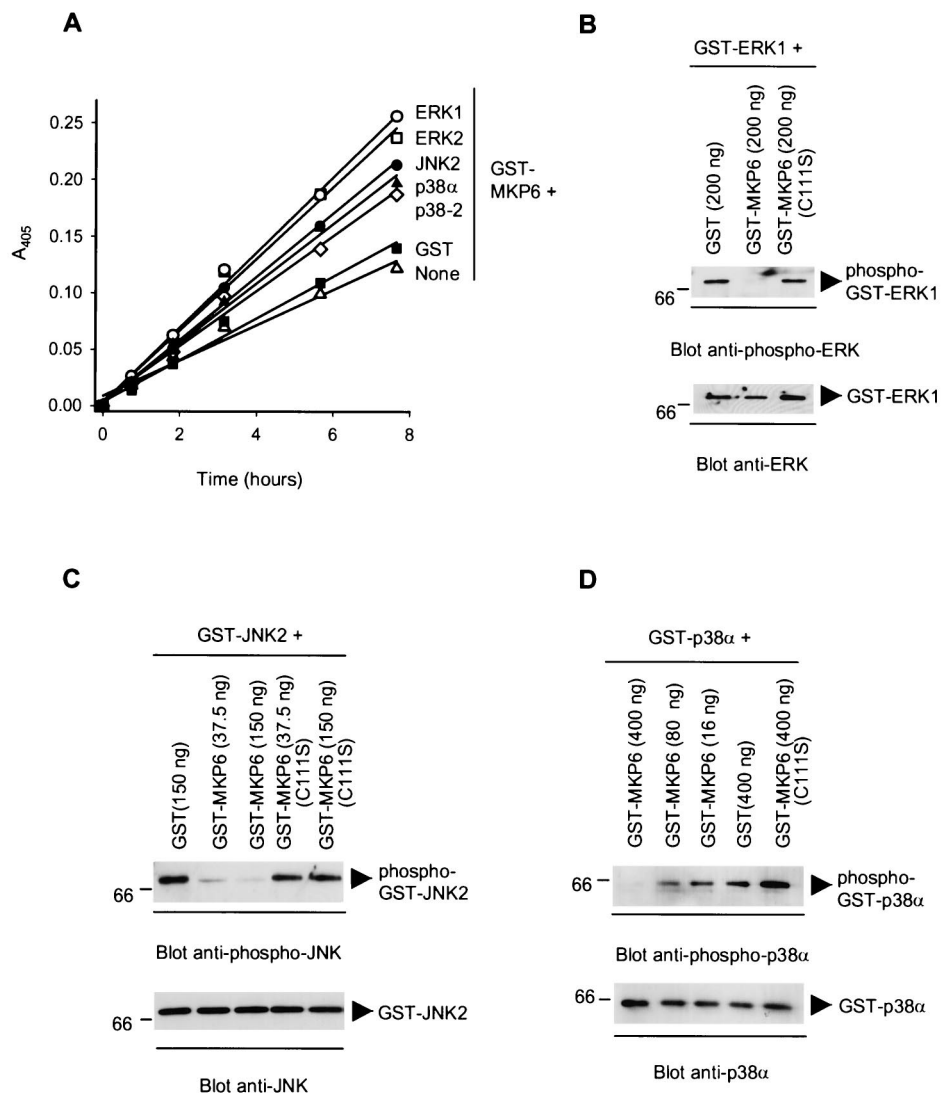 A
0.25
0.20
0.15
0.10
0.05
0.00
A405
0
2
4
6
8
Time (hours)
ERK1
ERK2
JNK2
p38α
p38-2
GST
None
GST-
MKP6 +
B
GST-ERK1 +
GST (200 ng)
GST-MKP6 (200 ng)
GST-MKP6 (200 ng)
(C111S)
66
phospho-
GST-ERK1
Blot anti-phospho-ERK
66
GST-ERK1
Blot anti-ERK
C
GST-JNK2 +
GST(150 ng)
GST-MKP6 (37.5 ng)
GST-MKP6 (150 ng)
GST-MKP6 (37.5 ng)
(C111S)
GST-MKP6 (150 ng)
(C111S)
66
phospho-
GST-JNK2
Blot anti-phospho-JNK
66
GST-JNK2
Blot anti-JNK
D
GST-p38α +
GST-MKP6 (400 ng)
GST-MKP6 (80 ng)
GST-MKP6 (16 ng)
GST(400 ng)
GST-MKP6 (400 ng)
(C111S)
66
phospho-
GST-p38α
Blot anti-phospho-p38α
66
GST-p38α
Blot anti-p38α